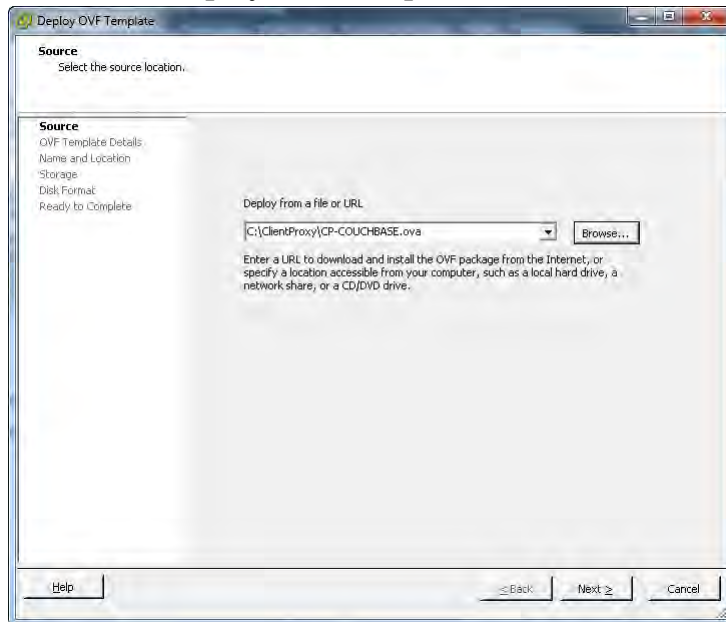 Deploy OVF Template
Source
Select the source location.
Source
OVF Template Details
Name and Location
Storage
Disk Format
Ready to Complete
Deploy from a file or URL
C:\ClientProxy\CP-COUCHBASE.ova
Browse...
Enter a URL to download and install the OVF package from the Internet, or
specify a location accessible from your computer, such as a local hard drive, a
network share, or a CD/DVD drive.
Help
< Back
Next >
Cancel